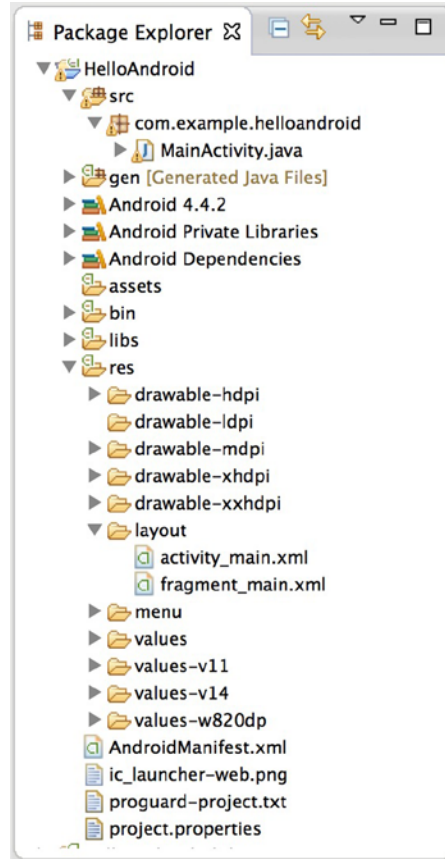 Package Explorer
HelloAndroid
src
com.example.helloandroid
MainActivity.java
gen [Generated Java Files]
Android 4.4.2
Android Private Libraries
Android Dependencies
assets
bin
libs
res
drawable-hdpi
drawable-ldpi
drawable-mdpi
drawable-xhdpi
drawable-xxhdpi
layout
activity_main.xml
fragment_main.xml
menu
values
values-v11
values-v14
values-w820dp
AndroidManifest.xml
ic_launcher-web.png
proguard-project.txt
project.properties